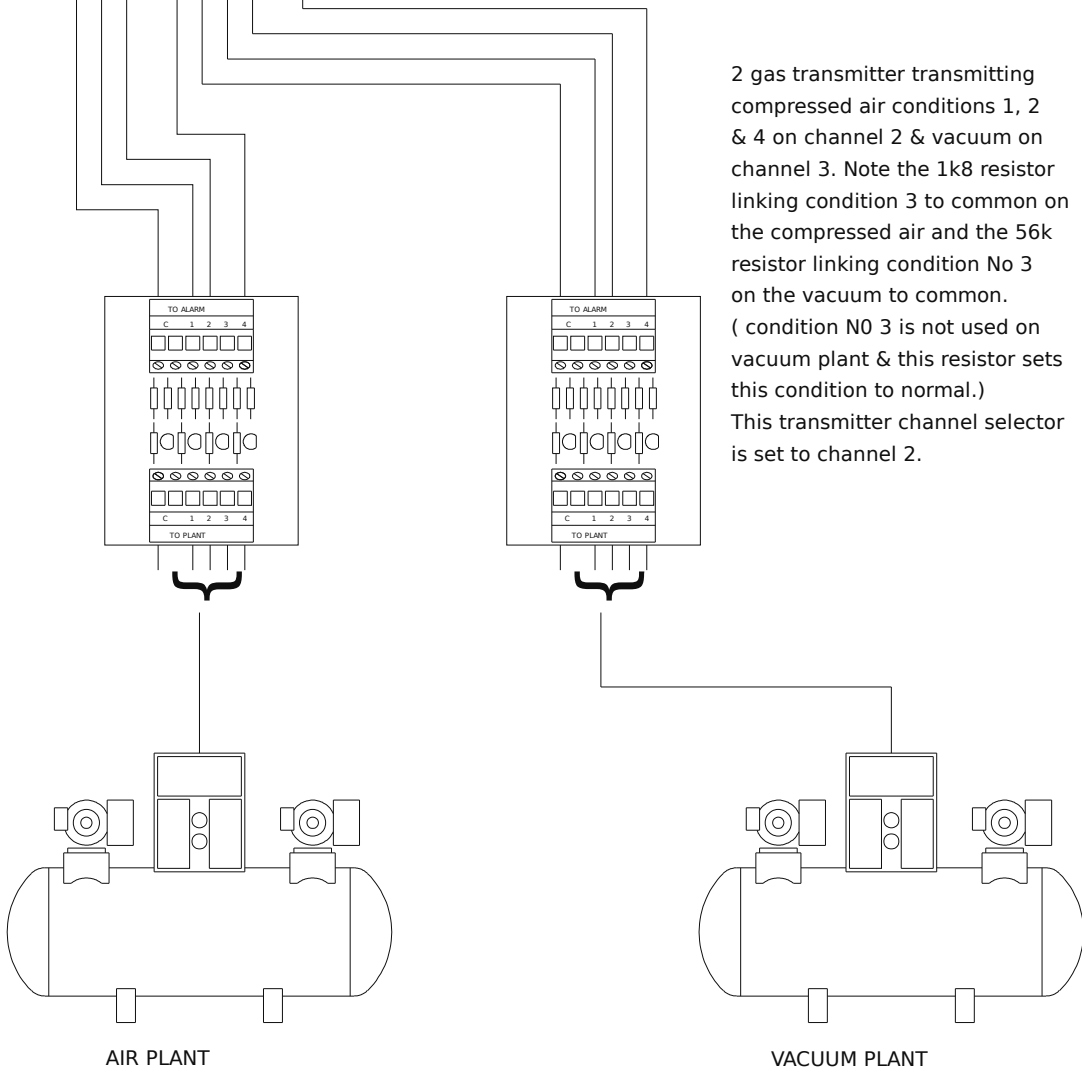 2 gas transmitter transmitting
compressed air conditions 1, 2
& 4 on channel 2 & vacuum on
channel 3. Note the 1k8 resistor
linking condition 3 to common on
the compressed air and the 56k
resistor linking condition No 3
on the vacuum to common.
( condition N0 3 is not used on
vacuum plant & this resistor sets
this condition to normal.)
This transmitter channel selector
is set to channel 2.
TO ALARM
C 1 2 3 4
C 1 2 3 4
TO PLANT
TO ALARM
C 1 2 3 4
C 1 2 3 4
TO PLANT
AIR PLANT
VACUUM PLANT